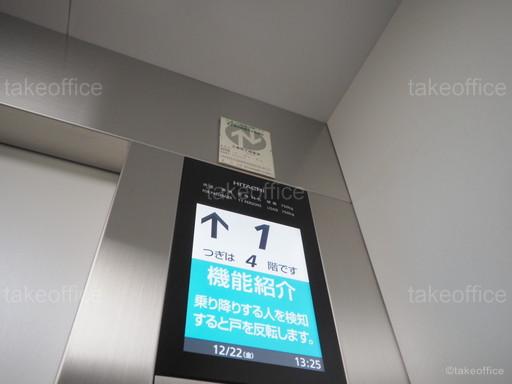 takeoffice
takeoffice
HITACHI
takeoffice
↑ 1
つぎは 4 階です
機能紹介
乗り降りする人を検知
すると戸を反転します。
12/22(金)
13:25
takeoffice
takeoffice
©takeoffice